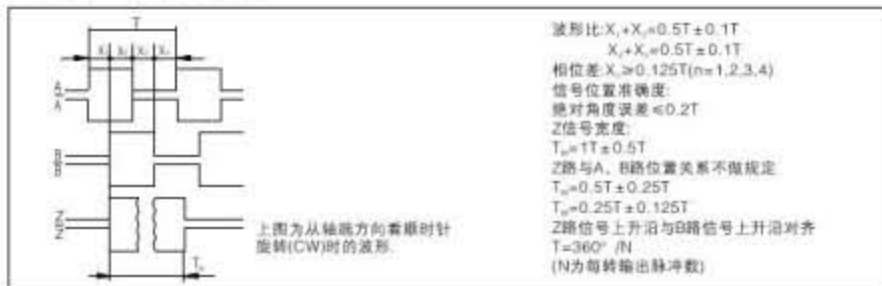 T
X₁ X₂ X₃ X₄
A
A
B
B
Z
Z
上图为从轴端方向看顺时针
旋转(CW)时的波形.
波形比:X₁+X₂=0.5T±0.1T
X₃+X₄=0.5T±0.1T
相位差:Xₙ≥0.125T(n=1,2,3,4)
信号位置准确度:
绝对角度误差≤0.2T
Z信号宽度:
=1T±0.5T
Z路与A、B路位置关系不做规定
=0.5T±0.25T
=0.25T±0.125T
Z路信号上升沿与B路信号上升沿对齐
T=360° /N
(N为每转输出脉冲数)